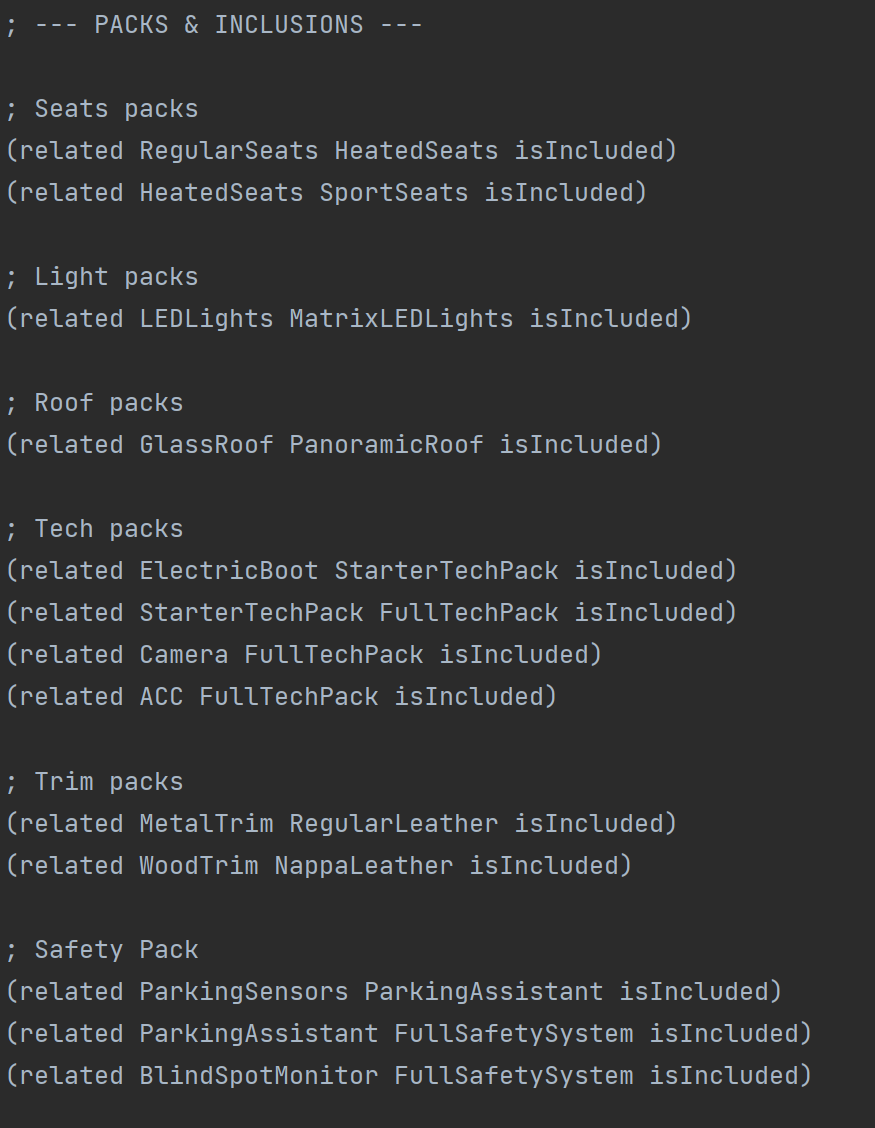 ; --- PACKS & INCLUSIONS ---
; Seats packs
(related RegularSeats HeatedSeats isIncluded)
(related HeatedSeats SportSeats isIncluded)
; Light packs
(related LEDLights MatrixLEDLights isIncluded)
; Roof packs
(related GlassRoof PanoramicRoof isIncluded)
; Tech packs
(related ElectricBoot StarterTechPack isIncluded)
(related StarterTechPack FullTechPack isIncluded)
(related Camera FullTechPack isIncluded)
(related ACC FullTechPack isIncluded)
; Trim packs
(related MetalTrim RegularLeather isIncluded)
(related WoodTrim NappaLeather isIncluded)
; Safety Pack
(related ParkingSensors ParkingAssistant isIncluded)
(related ParkingAssistant FullSafetySystem isIncluded)
(related BlindSpotMonitor FullSafetySystem isIncluded)